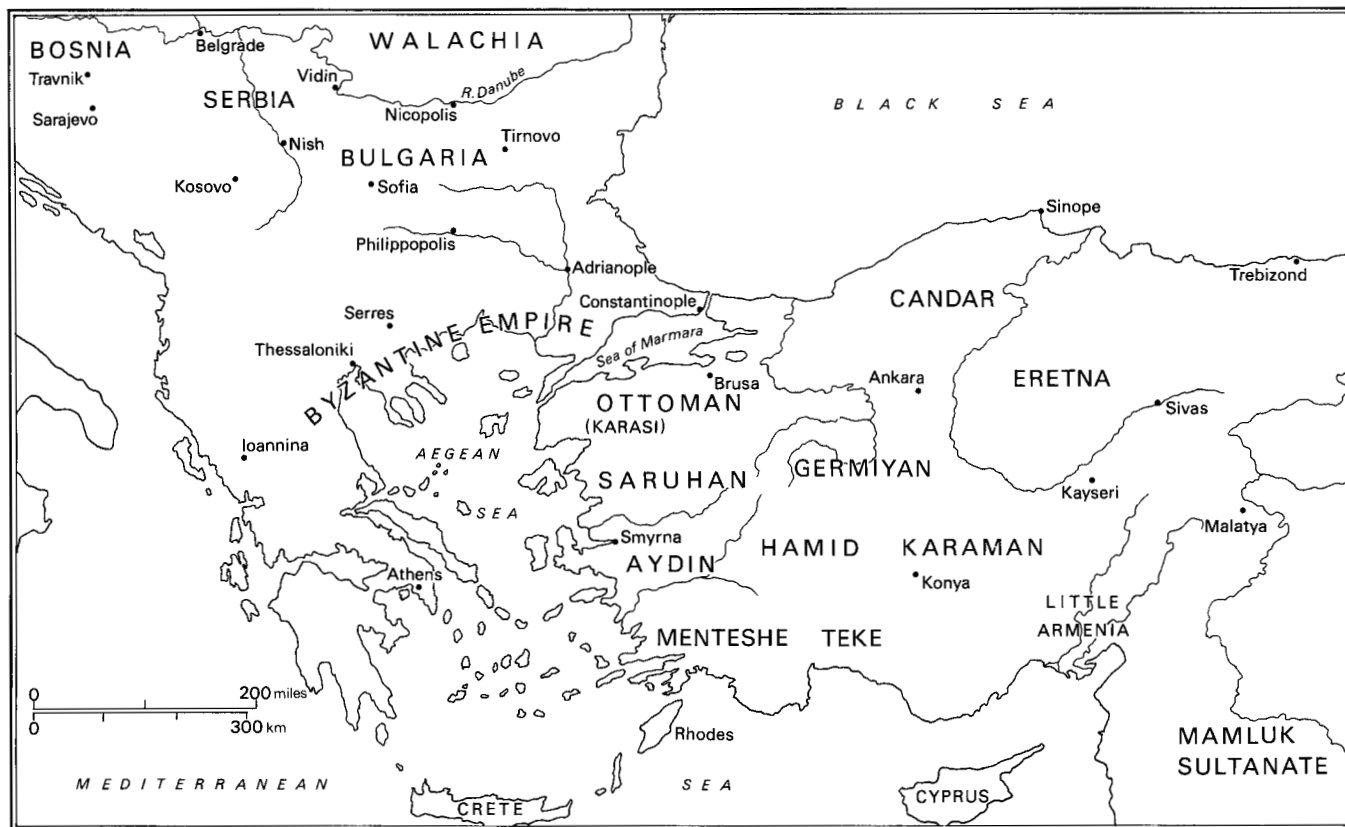 BOSNIA
Belgrade
WALACHIA
Travnik
Vidin
R. Danube
SERBIA
Sarajevo
Nicopolis
BLACK SEA
Nish
Tirnovo
BULGARIA
Kosovo
Sofia
Sinope
Philippopolis
Adrianople
Trebizond
Constantinople
CANDAR
Serres
BYZANTINE EMPIRE
Sea of Marmara
Thessaloniki
Brusa
Ankara
ERETNA
OTTOMAN
(KARASI)
Sivas
Ioannina
AEGEAN
SEA
SARUHAN
GERMIYAN
Kayseri
Malatya
Smyrna
HAMID
KARAMAN
AYDIN
Athens
Konya
LITTLE
ARMENIA
MENTESHE
TEKE
0
200 miles
0
300 km
Rhodes
MAMLUK
SULTANATE
MEDITERRANEAN
SEA
CRETE
CYPRUS